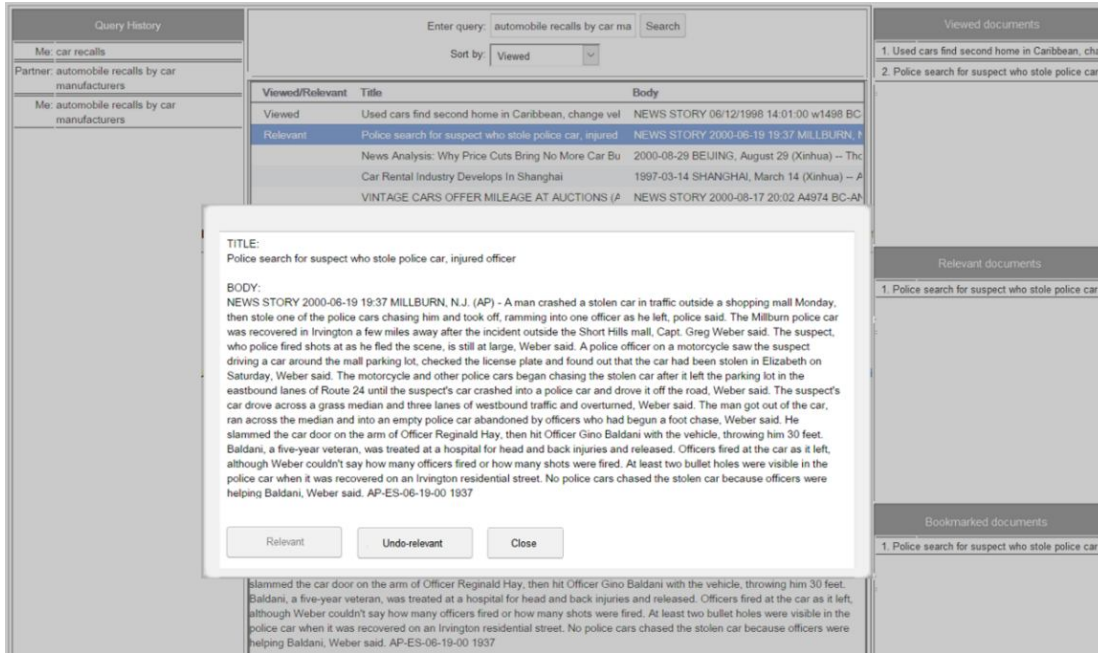 Query History
Me: car recalls
Partner: automobile recalls by car
manufacturers
Me: automobile recalls by car
manufacturers
Enter query: automobile recalls by car ma Search
Sort by: Viewed
Viewed/Relevant Title Body
Viewed Used cars find second home in Caribbean, change vel NEWS STORY 06/12/1998 14:01:00 w1498 BC-
Relevant Police search for suspect who stole police car, injured NEWS STORY 2000-06-19 19:37 MILLBURN, N
News Analysis: Why Price Cuts Bring No More Car Bu 2000-08-29 BEIJING, August 29 (Xinhua) -- Tho
Car Rental Industry Develops In Shanghai 1997-03-14 SHANGHAI, March 14 (Xinhua) -- A
VINTAGE CARS OFFER MILEAGE AT AUCTIONS (A NEWS STORY 2000-08-17 20:02 A4974 BC-AN
TITLE:
Police search for suspect who stole police car, injured officer
BODY:
NEWS STORY 2000-06-19 19:37 MILLBURN, N.J. (AP) - A man crashed a stolen car in traffic outside a shopping mall Monday,
then stole one of the police cars chasing him and took off, ramming into one officer as he left, police said. The Millburn police car
was recovered in Irvington a few miles away after the incident outside the Short Hills mall, Capt. Greg Weber said. The suspect,
who police fired shots at as he fled the scene, is still at large, Weber said. A police officer on a motorcycle saw the suspect
driving a car around the mall parking lot, checked the license plate and found out that the car had been stolen in Elizabeth on
Saturday, Weber said. The motorcycle and other police cars began chasing the stolen car after it left the parking lot in the
eastbound lanes of Route 24 until the suspect's car crashed into a police car and drove it off the road, Weber said. The suspect's
car drove across a grass median and three lanes of westbound traffic and overturned, Weber said. The man got out of the car,
ran across the median and into an empty police car abandoned by officers who had begun a foot chase, Weber said. He
slammed the car door on the arm of Officer Reginald Hay, then hit Officer Gino Baldani with the vehicle, throwing him 30 feet.
Baldani, a five-year veteran, was treated at a hospital for head and back injuries and released. Officers fired at the car as it left,
although Weber couldn't say how many officers fired or how many shots were fired. At least two bullet holes were visible in the
police car when it was recovered on an Irvington residential street. No police cars chased the stolen car because officers were
helping Baldani, Weber said. AP-ES-06-19-00 1937
Relevant Undo-relevant Close
slammed the car door on the arm of Officer Reginald Hay, then hit Officer Gino Baldani with the vehicle, throwing him 30 feet.
Baldani, a five-year veteran, was treated at a hospital for head and back injuries and released. Officers fired at the car as it left,
although Weber couldn't say how many officers fired or how many shots were fired. At least two bullet holes were visible in the
police car when it was recovered on an Irvington residential street. No police cars chased the stolen car because officers were
helping Baldani, Weber said. AP-ES-06-19-00 1937
Viewed documents
1. Used cars find second home in Caribbean, cha
2. Police search for suspect who stole police car
Relevant documents
1. Police search for suspect who stole police car
Bookmarked documents
1. Police search for suspect who stole police car